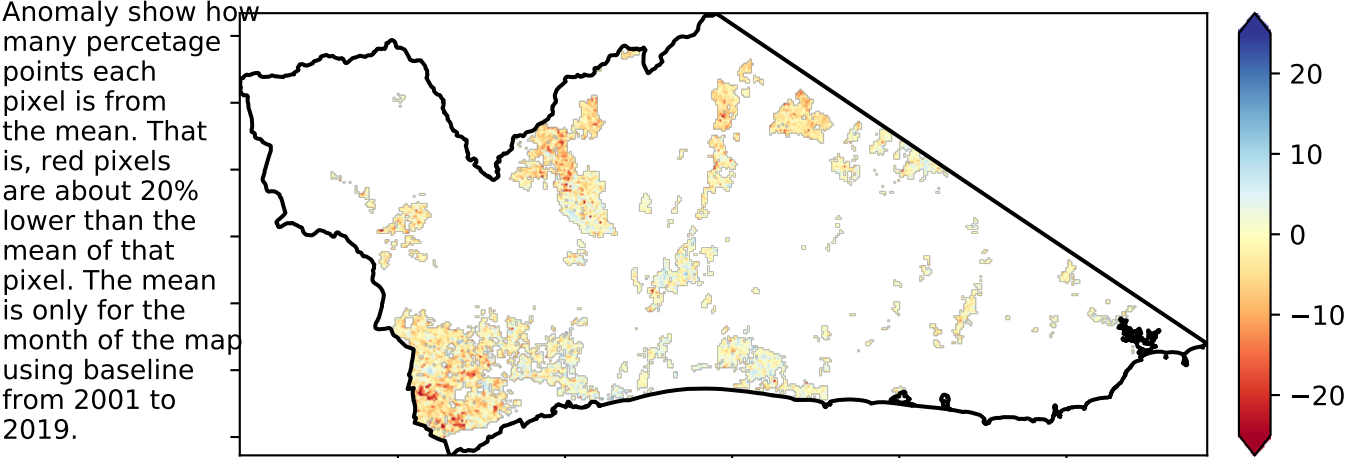 Anomaly show how
many percetage
points each
pixel is from
the mean. That
is, red pixels
are about 20%
lower than the
mean of that
pixel. The mean
is only for the
month of the map
using baseline
from 2001 to
2019.
20
10
0
−10
−20